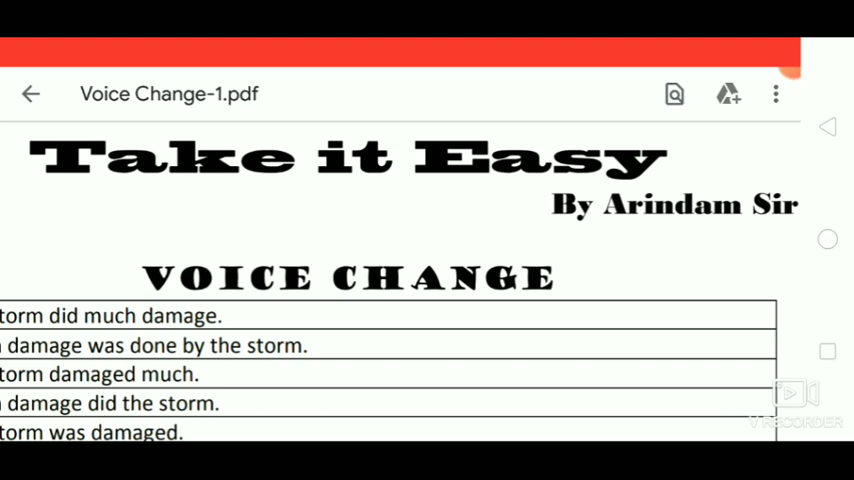 Voice Change-1.pdf
Take it Easy
By Arindam Sir
VOICE CHANGE
torm did much damage.
damage was done by the storm.
torm damaged much.
damage did the storm.
torm was damaged.
V RECORDER